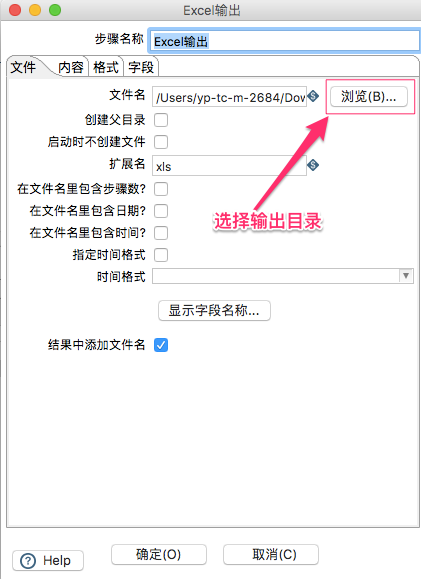 Excel输出
步骤名称 Excel输出
文件 内容 格式 字段
文件名 /Users/yp-tc-m-2684/Dov 浏览(B)...
创建父目录
启动时不创建文件
扩展名 xls
在文件名里包含步骤数?
在文件名里包含日期?
在文件名里包含时间?
选择输出目录
指定时间格式
时间格式
显示字段名称...
结果中添加文件名
Help 确定(O) 取消(C)